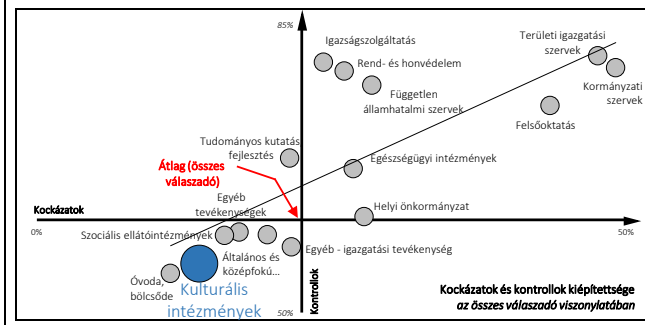 85%
Igazságszolgáltatás
Területi igazgatási
szervek
Rend- és honvédelem
Kormányzati
szervek
Független
államhatalmi szervek
Felsőoktatás
Tudományos kutatás
fejlesztés
Egészségügyi intézmények
Átlag (összes
válaszadó)
Egyéb
tevékenységek
Helyi önkormányzat
Kockázatok
0%
50%
Szociális ellátóintézmények
Egyéb - igazgatási tevékenység
Általános és
középfokú...
Óvoda,
bölcsőde
Kulturális
intézmények
Kontrollok
50%
Kockázatok és kontrollok kiépítettsége
az összes válaszadó viszonylatában